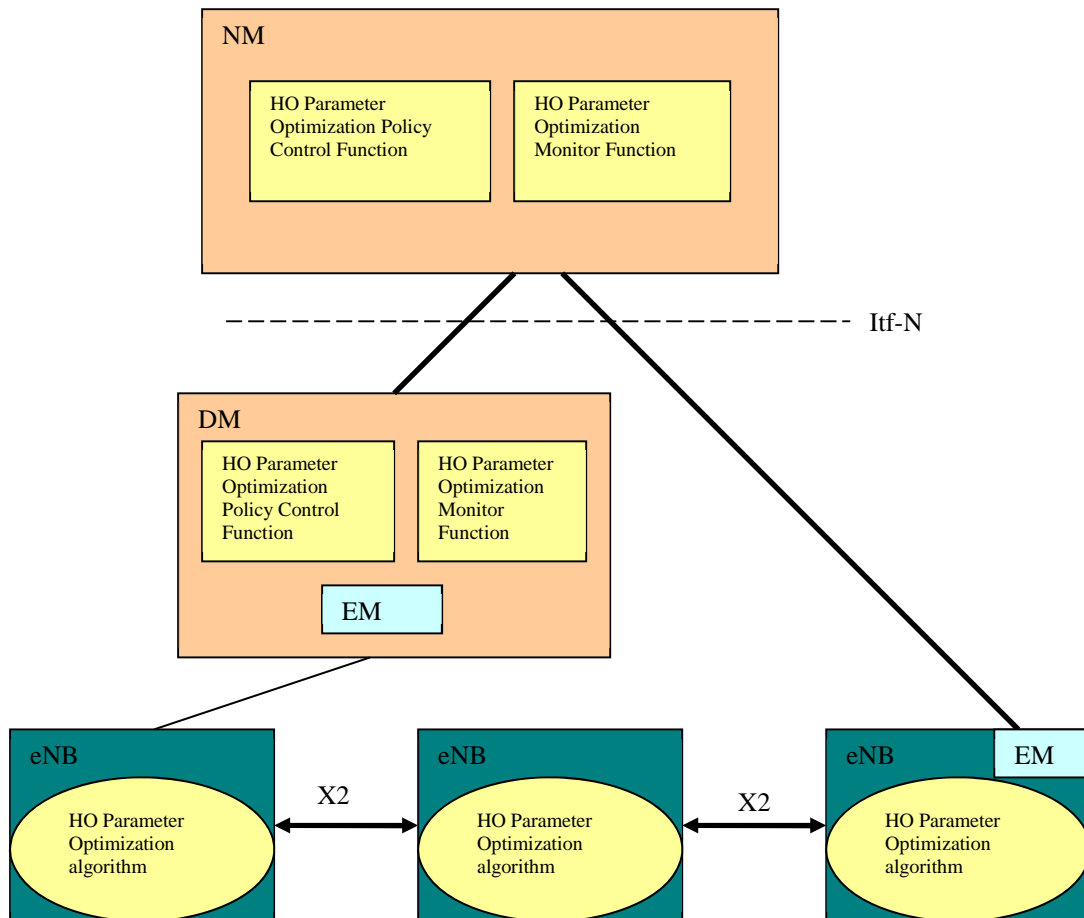 NM
HO Parameter
Optimization Policy
Control Function
HO Parameter
Optimization
Monitor Function
Itf-N
DM
HO Parameter
Optimization
Policy Control
Function
HO Parameter
Optimization
Monitor
Function
EM
eNB
HO Parameter
Optimization
algorithm
X2
eNB
HO Parameter
Optimization
algorithm
X2
eNB
EM
HO Parameter
Optimization
algorithm